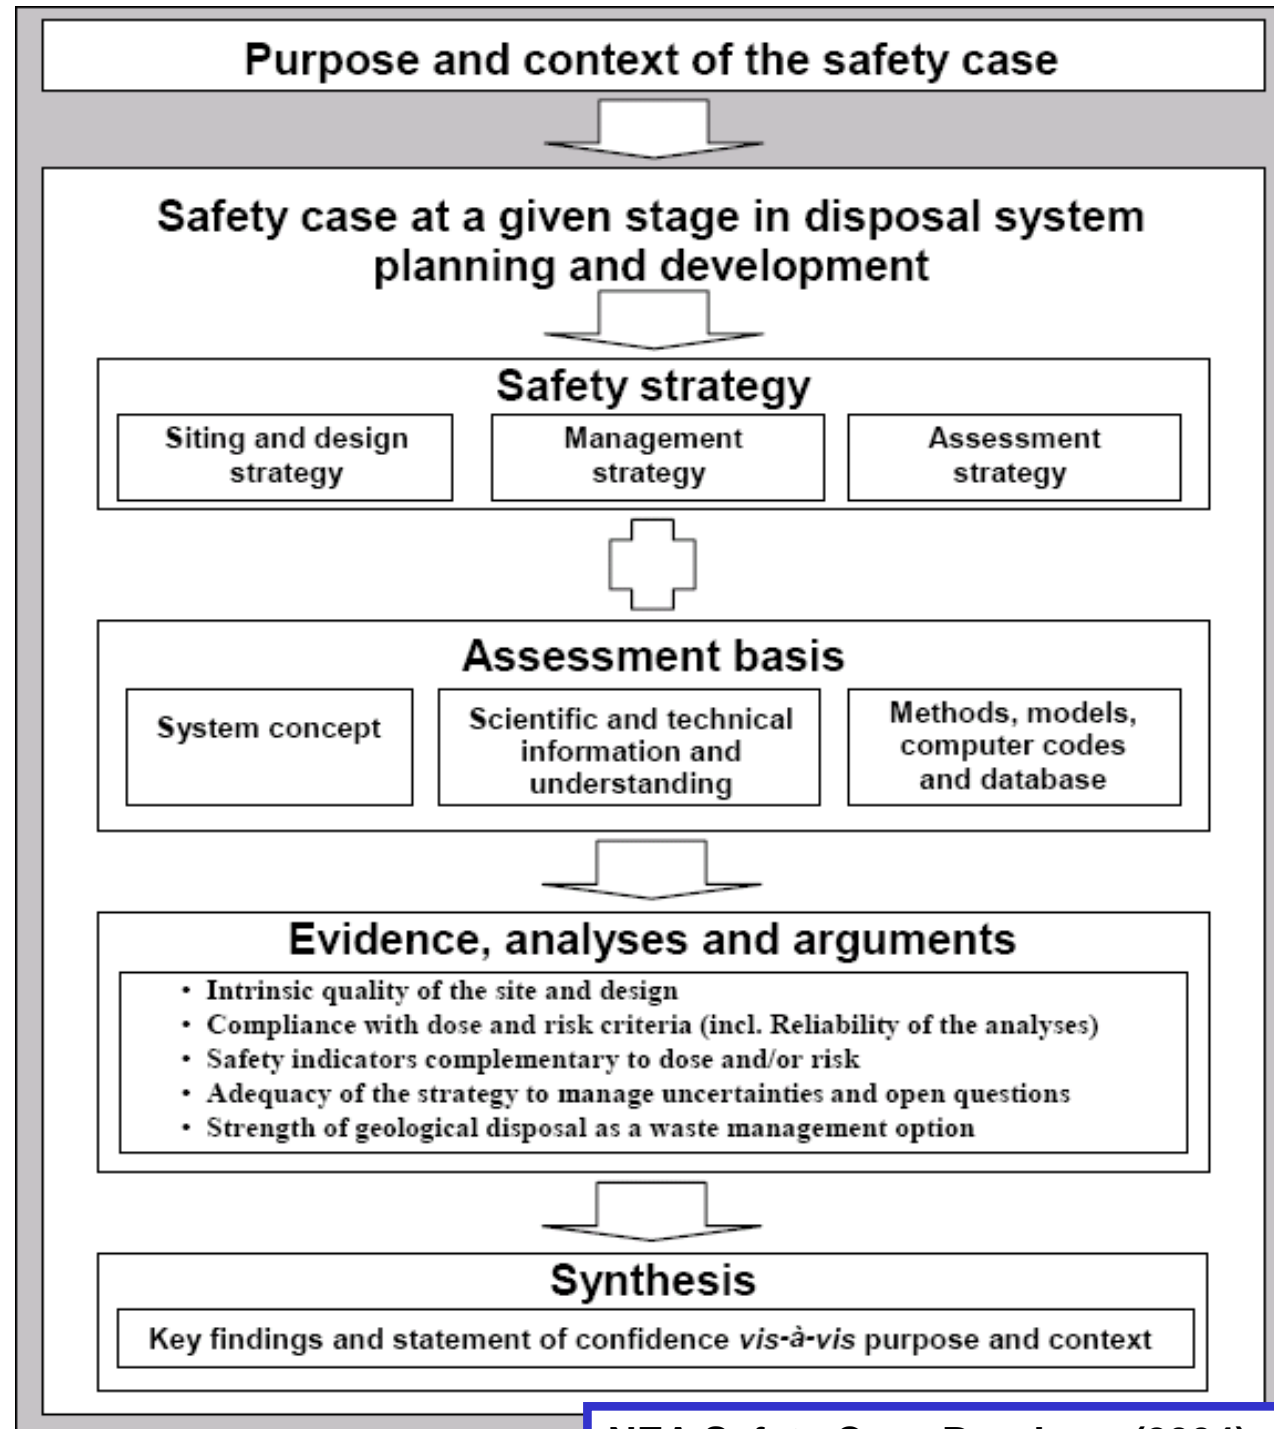 Purpose and context of the safety case
Safety case at a given stage in disposal system
planning and development
Safety strategy
Siting and design
strategy
Management
strategy
Assessment
strategy
Assessment basis
System concept
Scientific and technical
information and
understanding
Methods, models,
computer codes
and database
Evidence, analyses and arguments
• Intrinsic quality of the site and design
• Compliance with dose and risk criteria (incl. Reliability of the analyses)
• Safety indicators complementary to dose and/or risk
• Adequacy of the strategy to manage uncertainties and open questions
• Strength of geological disposal as a waste management option
Synthesis
Key findings and statement of confidence vis-à-vis purpose and context
NEA Safety Case Brochure (2004)